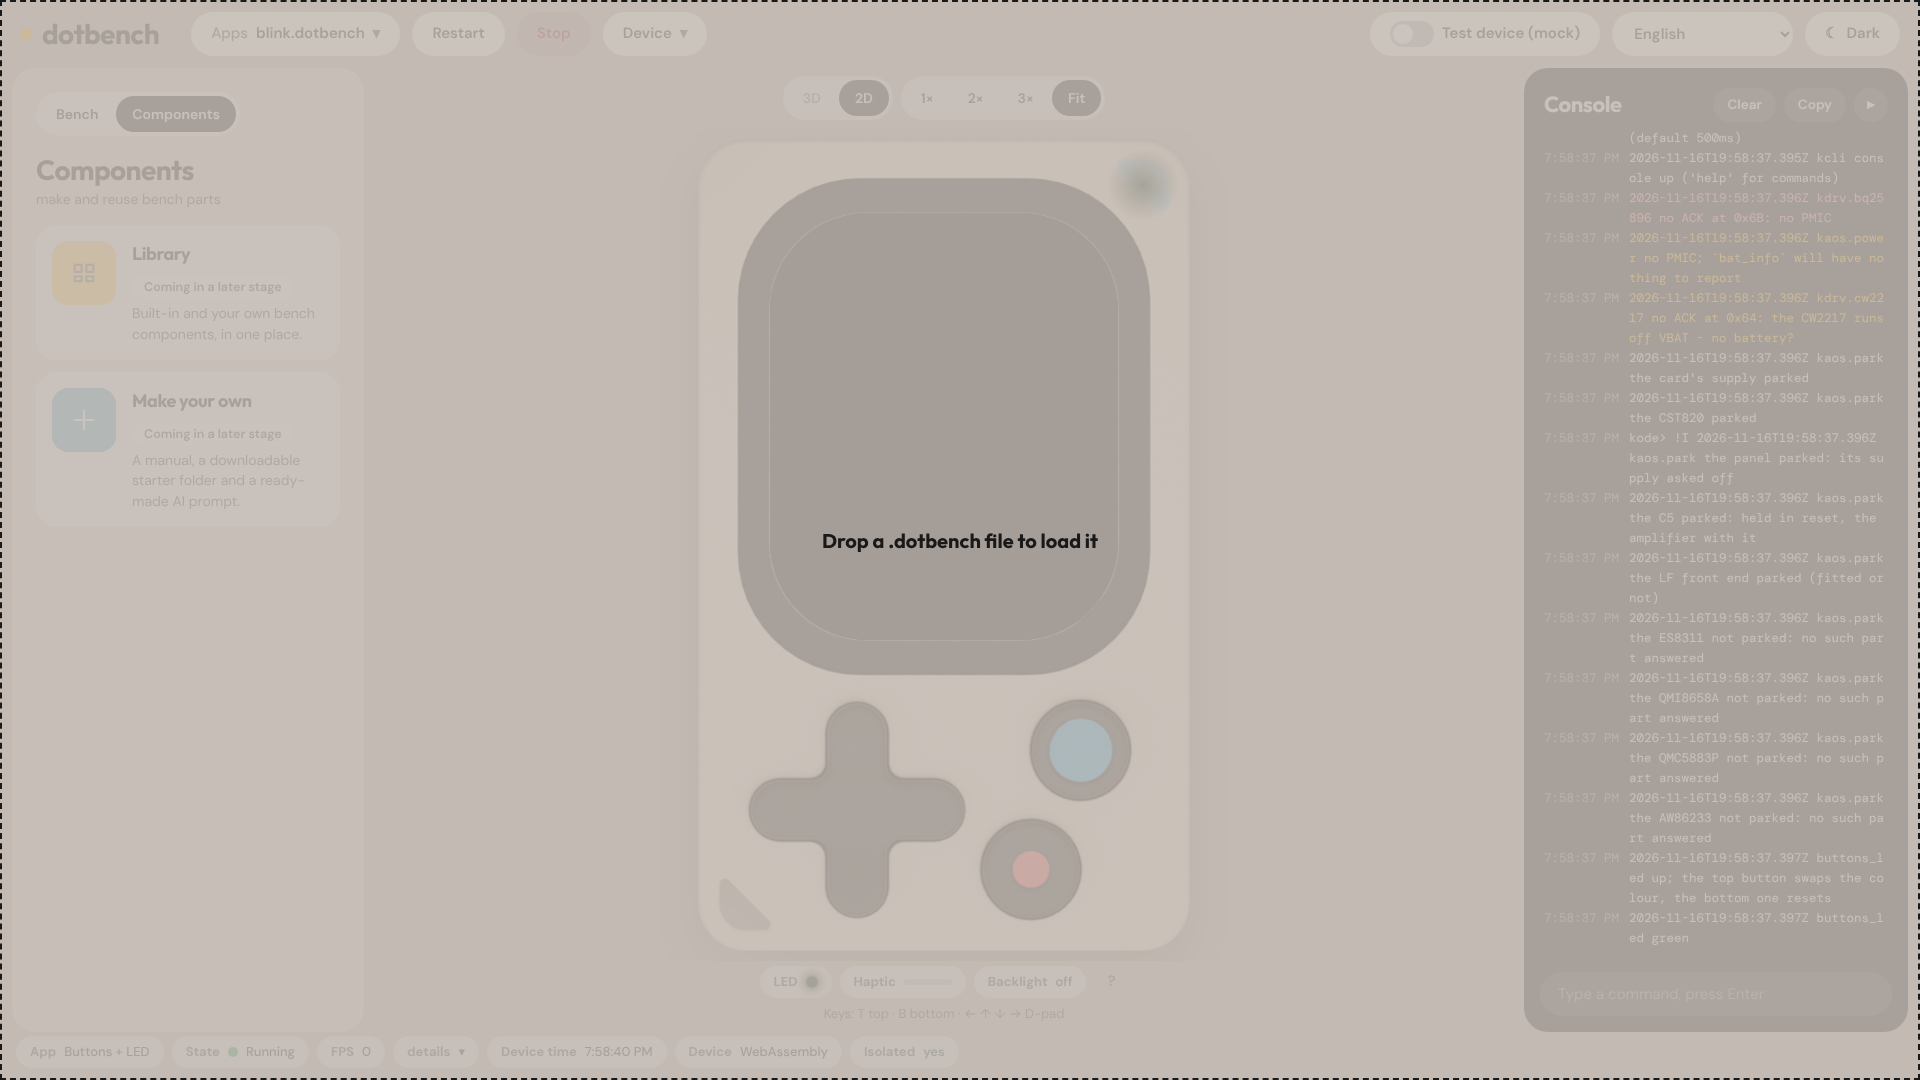 dotbench
Apps blink.dotbench ▾
Restart
Stop
Device ▾
Test device (mock)
English
Dark
Bench
Components
Components
make and reuse bench parts
Library
Coming in a later stage
Built-in and your own bench
components, in one place.
Make your own
Coming in a later stage
A manual, a downloadable
starter folder and a ready-
made AI prompt.
3D
2D
1×
2×
3×
Fit
Drop a .dotbench file to load it
LED
Haptic
Backlight off
?
Keys: T top · B bottom · ← ↑ ↓ → D-pad
Console
Clear
Copy
(default 500ms)
7:58:37 PM 2026-11-16T19:58:37.395Z kcli cons
ole up ('help' for commands)
7:58:37 PM 2026-11-16T19:58:37.396Z kdrv.bq25
896 no ACK at 0x6B: no PMIC
7:58:37 PM 2026-11-16T19:58:37.396Z kaos.powe
r no PMIC; `bat_info` will have no
thing to report
7:58:37 PM 2026-11-16T19:58:37.396Z kdrv.cw22
17 no ACK at 0x64: the CW2217 runs
off VBAT - no battery?
7:58:37 PM 2026-11-16T19:58:37.396Z kaos.park
the card's supply parked
7:58:37 PM 2026-11-16T19:58:37.396Z kaos.park
the CST820 parked
7:58:37 PM kode> !I 2026-11-16T19:58:37.396Z
kaos.park the panel parked: its su
pply asked off
7:58:37 PM 2026-11-16T19:58:37.396Z kaos.park
the C5 parked: held in reset, the
amplifier with it
7:58:37 PM 2026-11-16T19:58:37.396Z kaos.park
the LF front end parked (fitted or
not)
7:58:37 PM 2026-11-16T19:58:37.396Z kaos.park
the ES8311 not parked: no such par
t answered
7:58:37 PM 2026-11-16T19:58:37.396Z kaos.park
the QMI8658A not parked: no such p
art answered
7:58:37 PM 2026-11-16T19:58:37.396Z kaos.park
the QMC5883P not parked: no such p
art answered
7:58:37 PM 2026-11-16T19:58:37.396Z kaos.park
the AW86233 not parked: no such pa
rt answered
7:58:37 PM 2026-11-16T19:58:37.397Z buttons_l
ed up; the top button swaps the co
lour, the bottom one resets
7:58:37 PM 2026-11-16T19:58:37.397Z buttons_l
ed green
Type a command, press Enter
App Buttons + LED
State Running
FPS 0
details ▾
Device time 7:58:40 PM
Device WebAssembly
Isolated yes